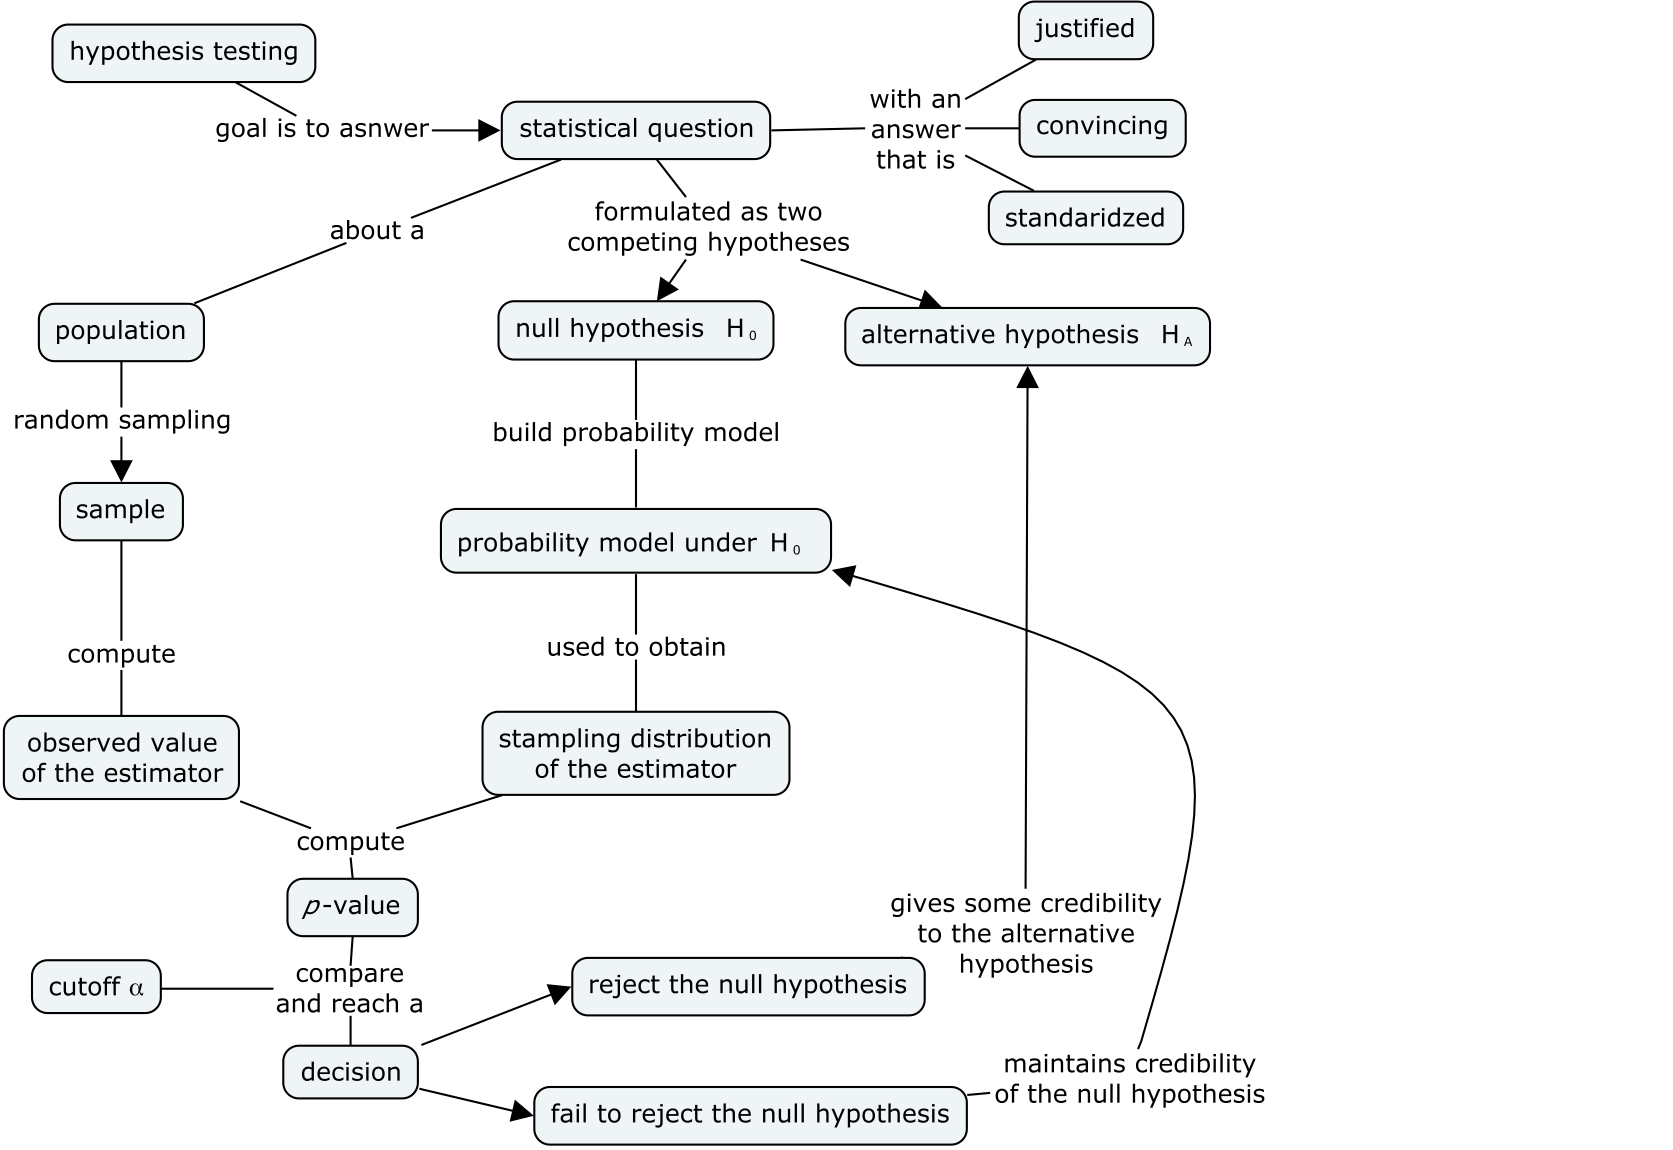 hypothesis testing
goal is to asnwer
statistical question
with an
answer
that is
justified
convincing
standaridzed
about a
formulated as two
competing hypotheses
population
null hypothesis H₀
alternative hypothesis H_A
random sampling
build probability model
sample
probability model under H₀
compute
used to obtain
observed value
of the estimator
stampling distribution
of the estimator
compute
p-value
cutoff α
compare
and reach a
decision
reject the null hypothesis
gives some credibility
to the alternative
hypothesis
fail to reject the null hypothesis
maintains credibility
of the null hypothesis